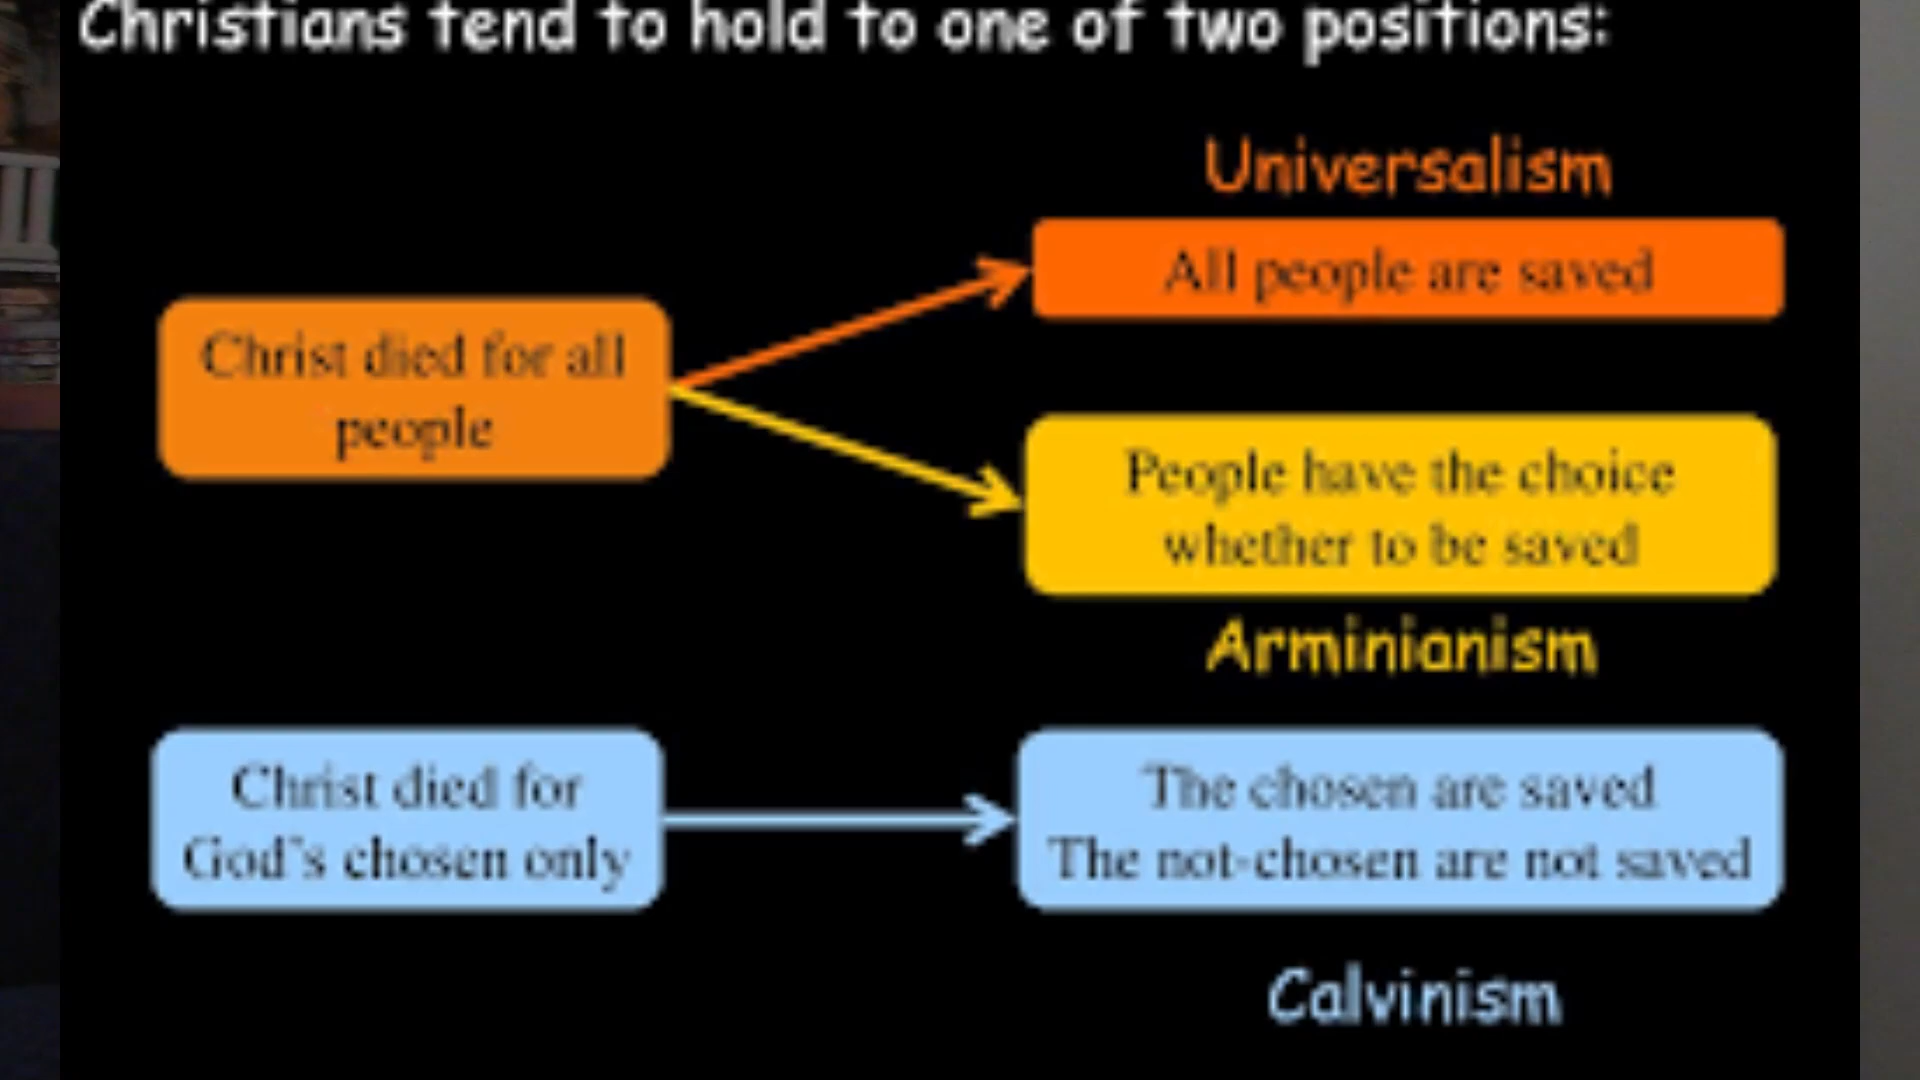 Christians tend to hold to one of two positions:
Universalism
All people are saved
Christ died for all
people
People have the choice
whether to be saved
Arminianism
Christ died for
God's chosen only
The chosen are saved
The not-chosen are not saved
Calvinism